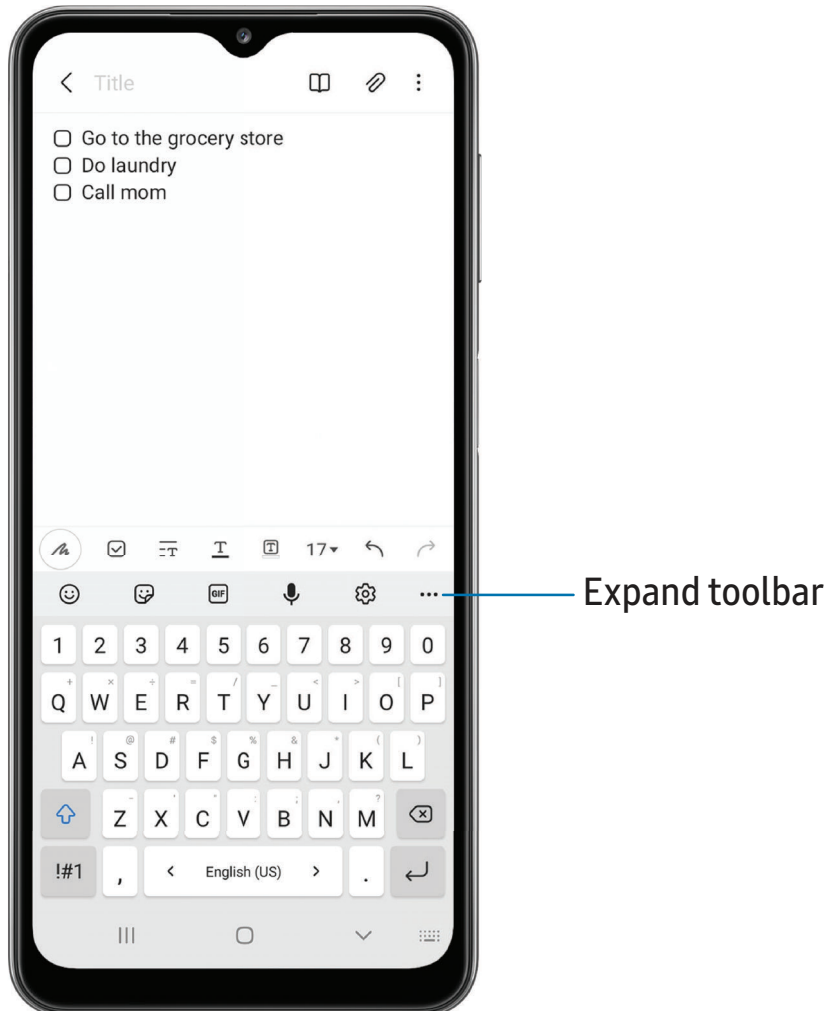 Title
Go to the grocery store
Do laundry
Call mom
T T T 17
GIF
Expand toolbar
1 2 3 4 5 6 7 8 9 0
+ × ÷ = / _ < > [ ]
Q W E R T Y U I O P
! @ # $ % & * ( )
A S D F G H J K L
Z X C V B N M ?
!#1 , < English (US) > .